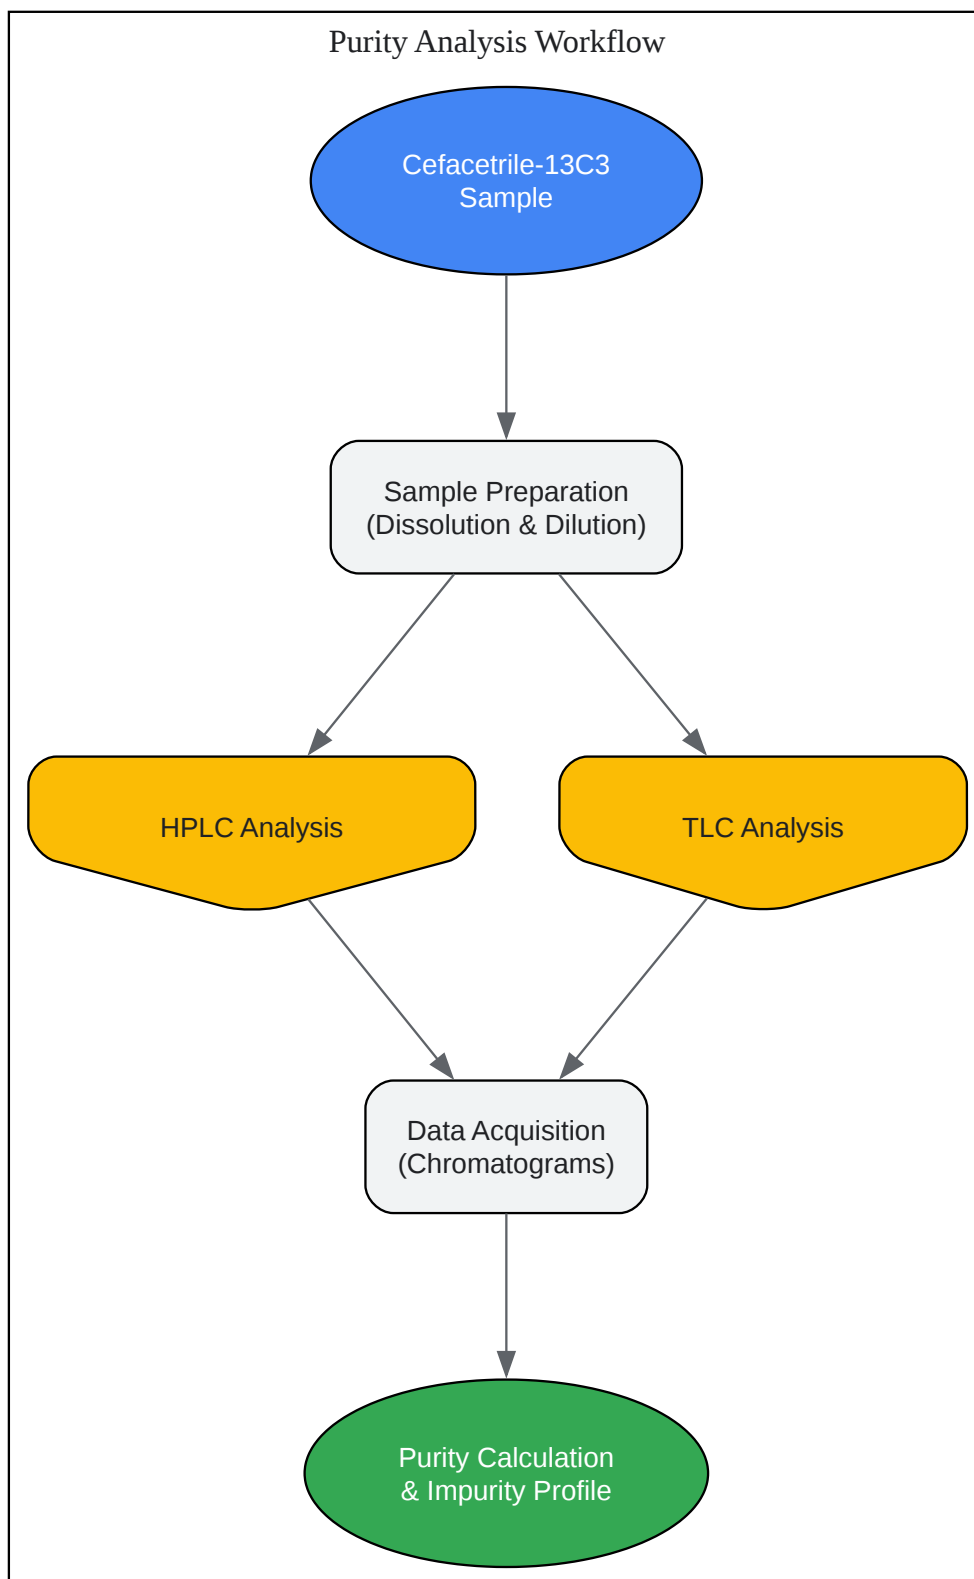 Purity Analysis Workflow
Cefacetrile-13C3
Sample
Sample Preparation
(Dissolution & Dilution)
HPLC Analysis
TLC Analysis
Data Acquisition
(Chromatograms)
Purity Calculation
& Impurity Profile